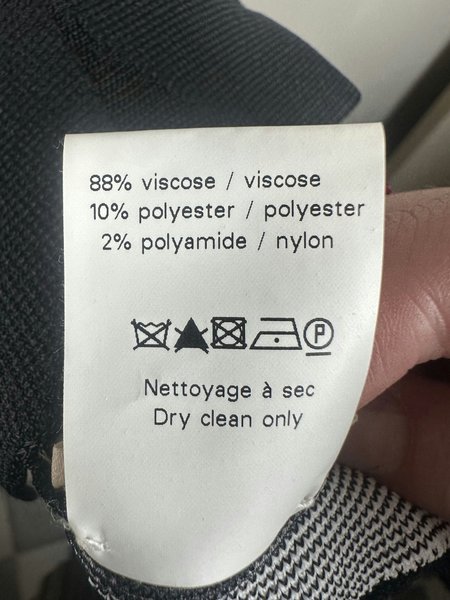 88% viscose / viscose
10% polyester / polyester
2% polyamide / nylon
P
Nettoyage à sec
Dry clean only